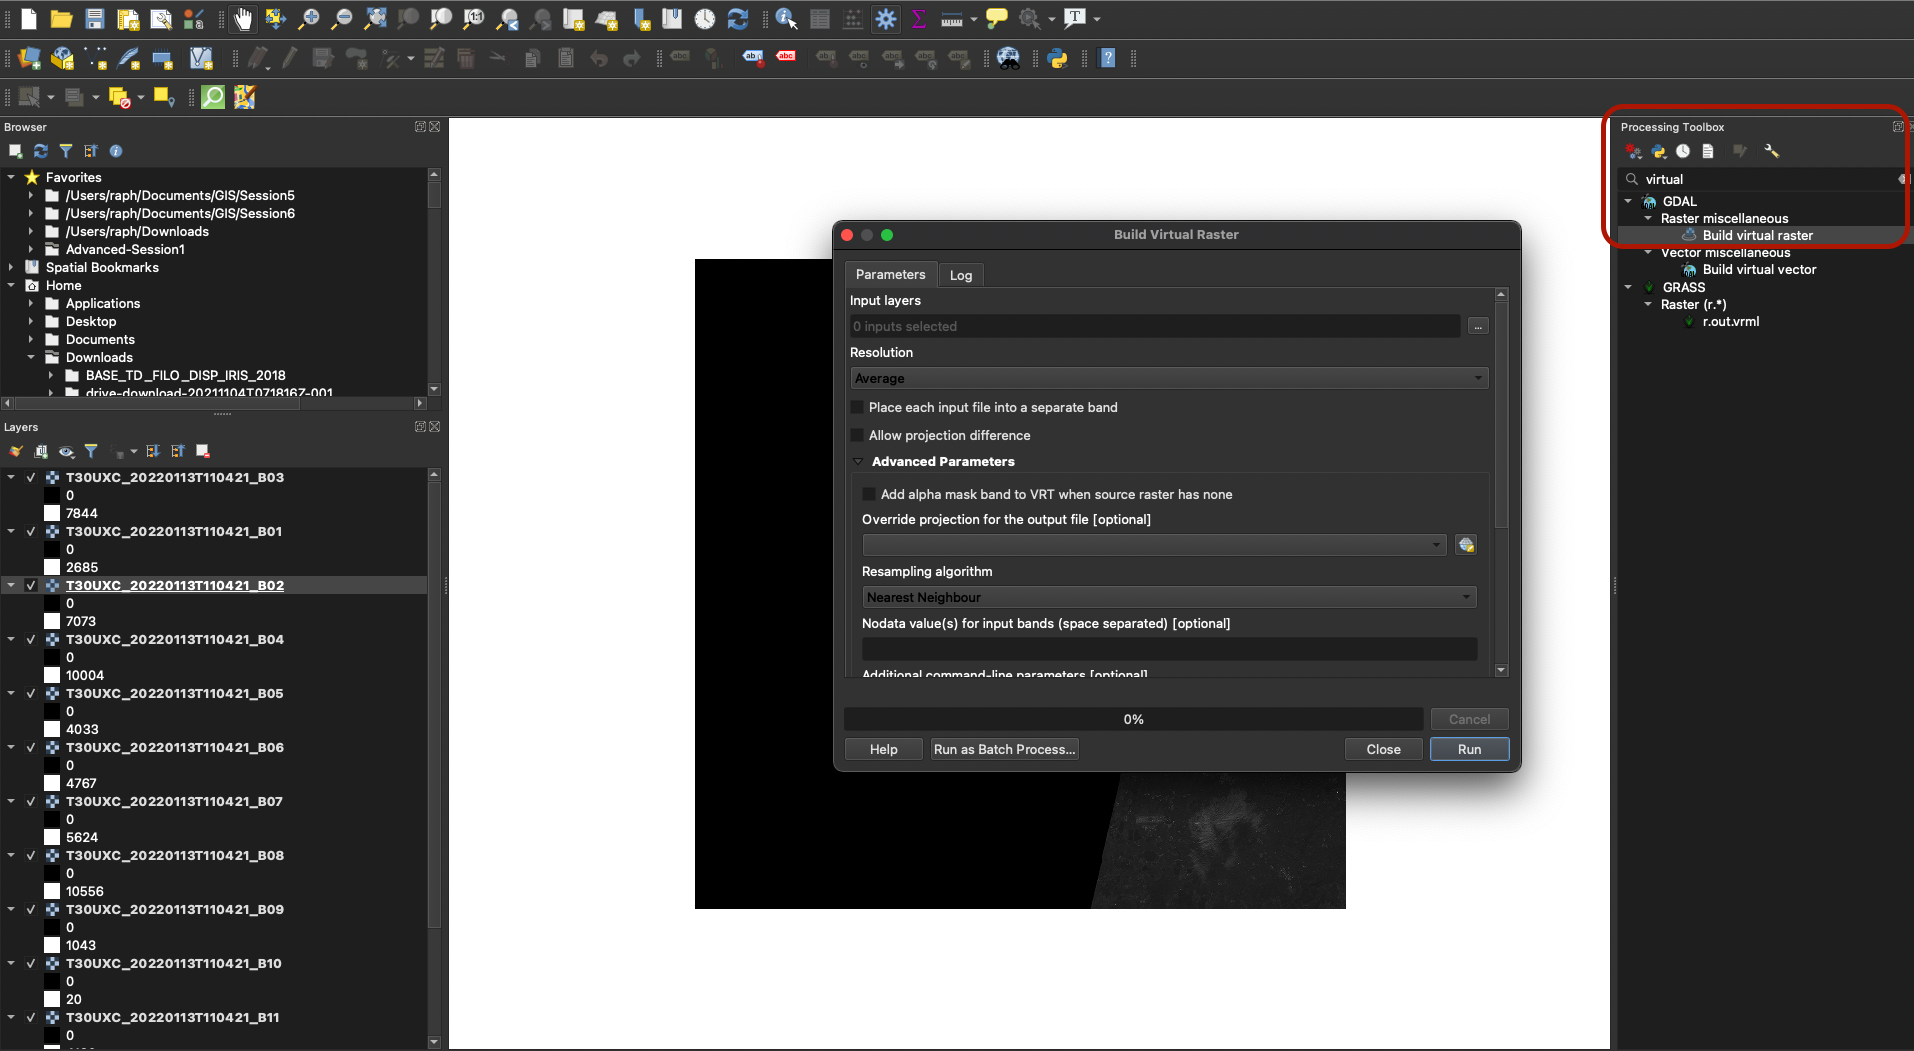 Browser
Favorites
/Users/raph/Documents/GIS/Session5
/Users/raph/Documents/GIS/Session6
/Users/raph/Downloads
Advanced-Session1
Spatial Bookmarks
Home
Applications
Desktop
Documents
Downloads
BASE_TD_FILO_DISP_IRIS_2018
drive-download-20211104T071816Z-001
Layers
T30UXC_20220113T110421_B03
0
7844
T30UXC_20220113T110421_B01
0
2685
T30UXC_20220113T110421_B02
0
7073
T30UXC_20220113T110421_B04
0
10004
T30UXC_20220113T110421_B05
0
4033
T30UXC_20220113T110421_B06
0
4767
T30UXC_20220113T110421_B07
0
5624
T30UXC_20220113T110421_B08
0
10556
T30UXC_20220113T110421_B09
0
1043
T30UXC_20220113T110421_B10
0
20
T30UXC_20220113T110421_B11
0
Build Virtual Raster
Parameters
Log
Input layers
0 inputs selected
...
Resolution
Average
Place each input file into a separate band
Allow projection difference
Advanced Parameters
Add alpha mask band to VRT when source raster has none
Override projection for the output file [optional]
Resampling algorithm
Nearest Neighbour
Nodata value(s) for input bands (space separated) [optional]
Additional command-line parameters [optional]
0%
Cancel
Help
Run as Batch Process...
Close
Run
Processing Toolbox
virtual
GDAL
Raster miscellaneous
Build virtual raster
Vector miscellaneous
Build virtual vector
GRASS
Raster (r.*)
r.out.vrml